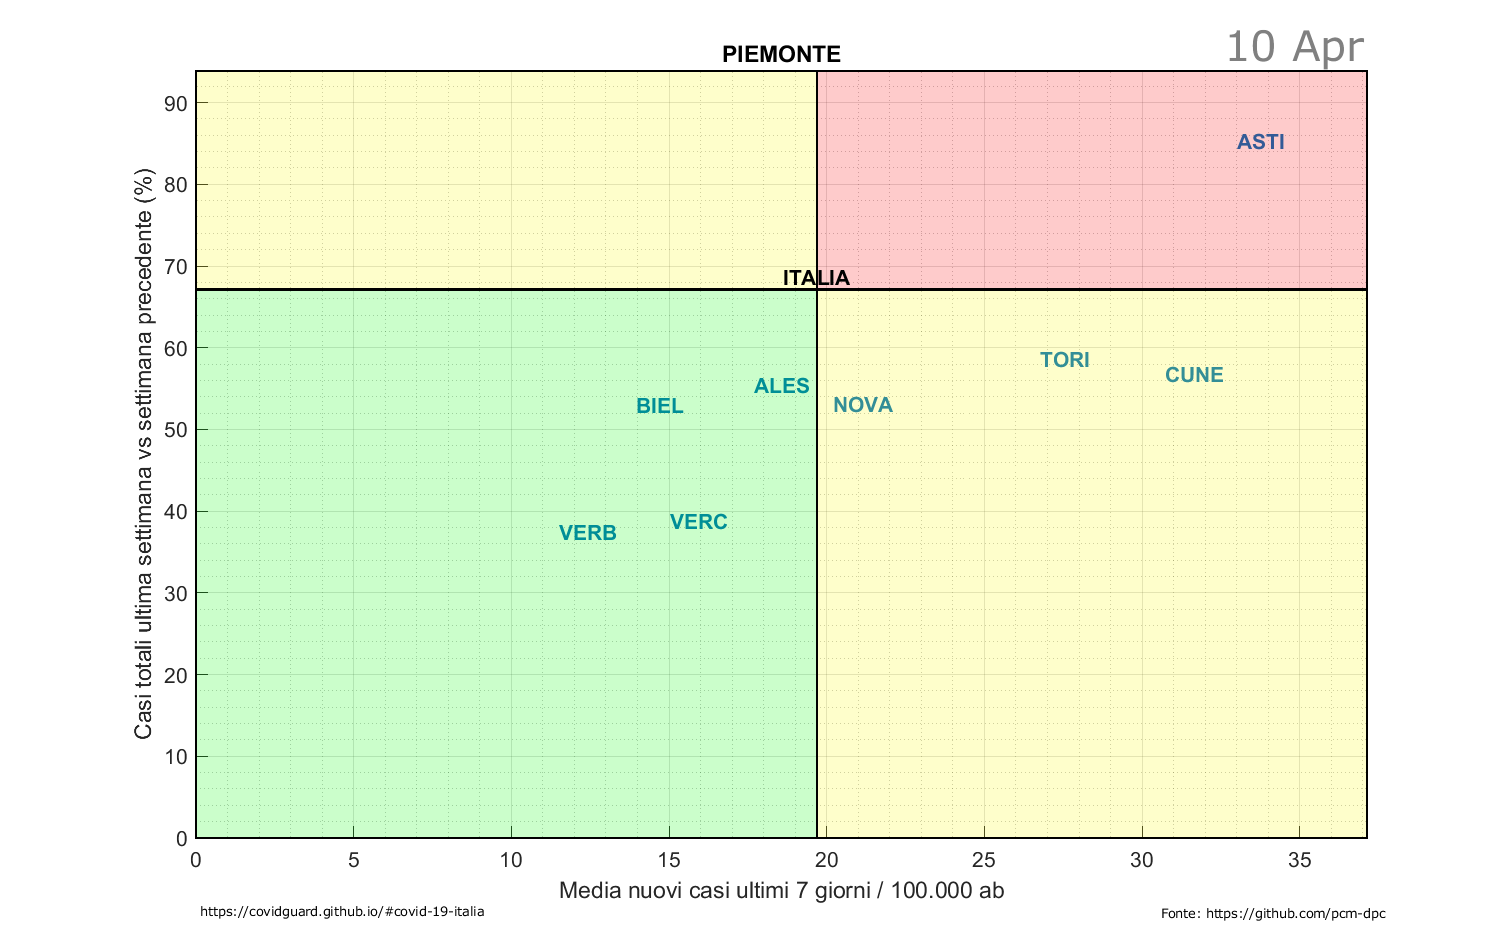 10 Apr
PIEMONTE
90
80
70
60
50
40
30
20
10
0
Casi totali ultima settimana vs settimana precedente (%)
ASTI
ITALIA
TORI
CUNE
ALES
NOVA
BIEL
VERC
VERB
0 5 10 15 20 25 30 35
Media nuovi casi ultimi 7 giorni / 100.000 ab
https://covidguard.github.io/#covid-19-italia
Fonte: https://github.com/pcm-dpc